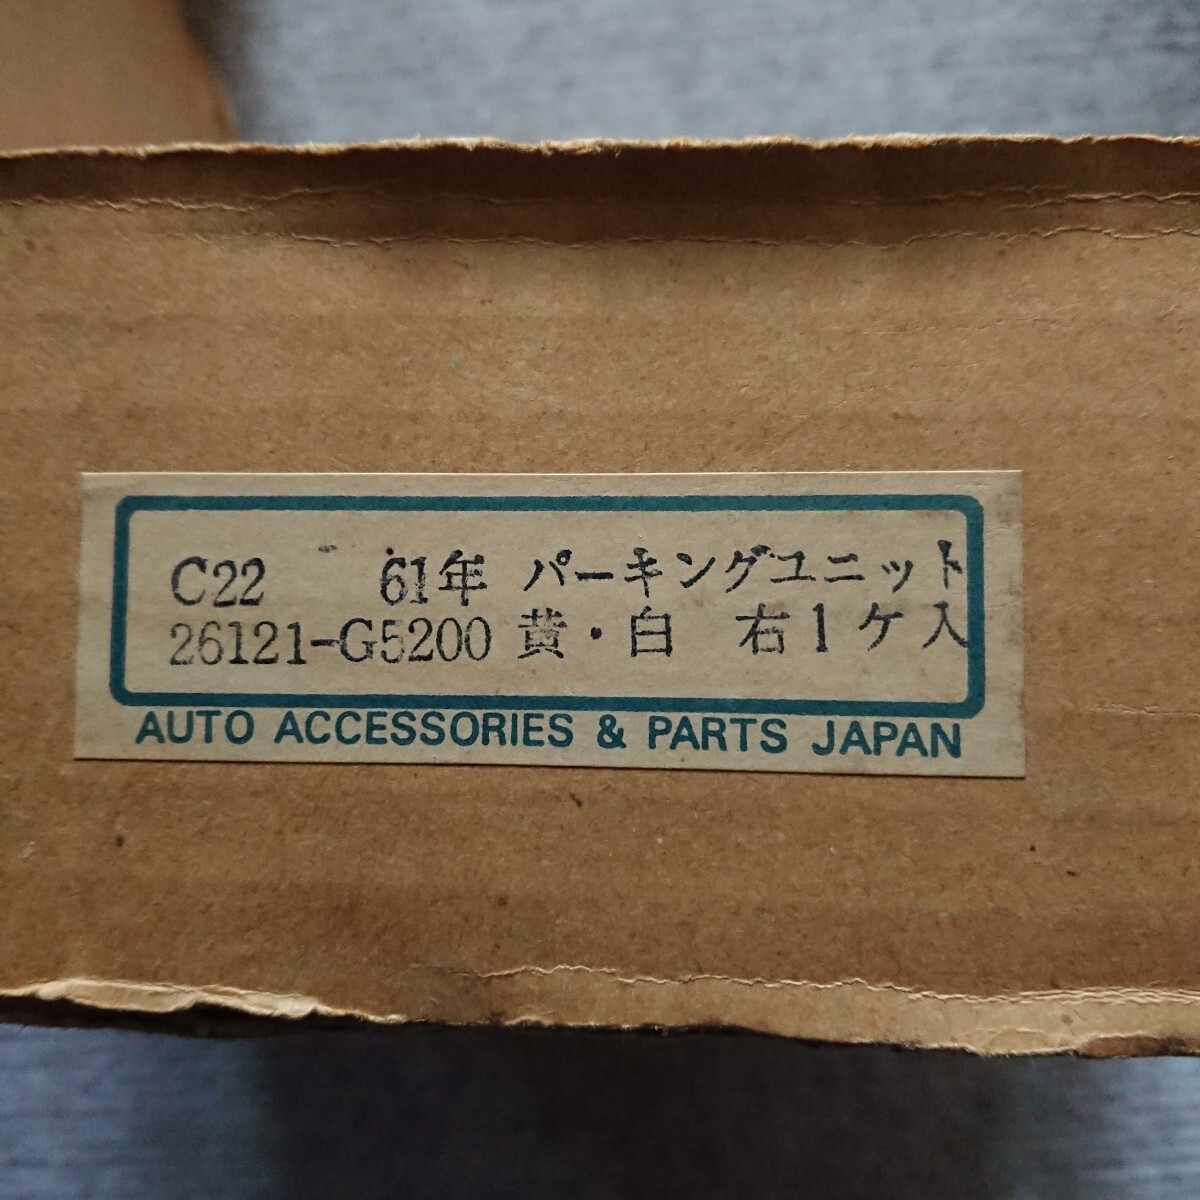 C22 61年 パーキングユニット
26121-G5200 黄・白 右1ケ入
AUTO ACCESSORIES & PARTS JAPAN